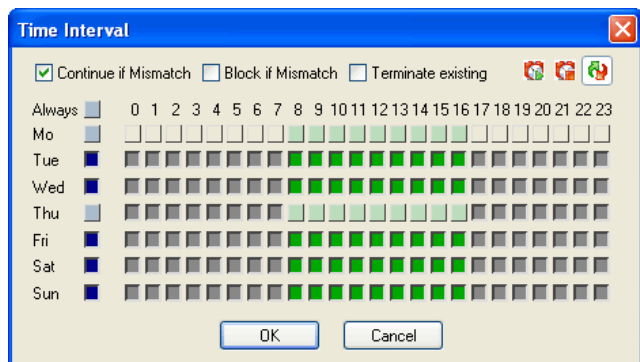 Time Interval
Continue if Mismatch Block if Mismatch Terminate existing
Always 0 1 2 3 4 5 6 7 8 9 10 11 12 13 14 15 16 17 18 19 20 21 22 23
Mo
Tue
Wed
Thu
Fri
Sat
Sun
OK Cancel